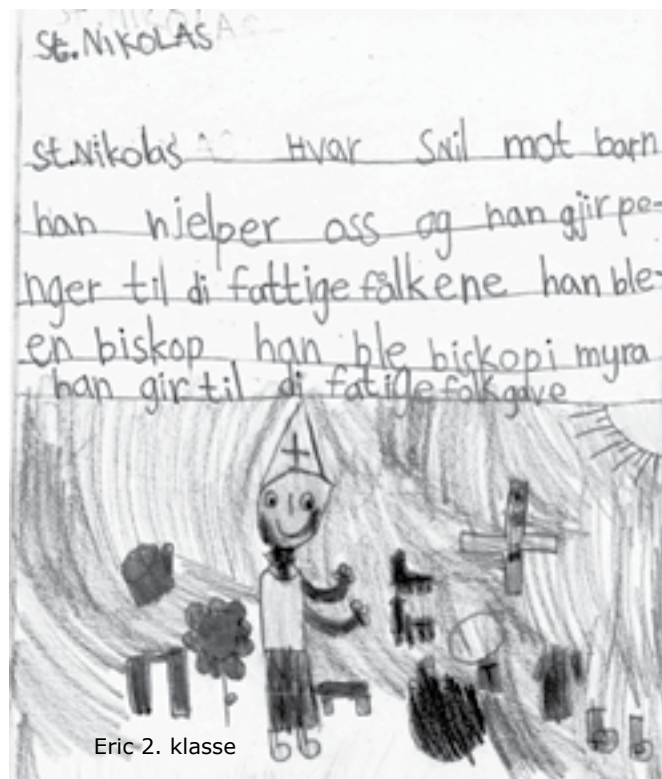 St. NIKOLAS
St. Nikolas Hvar Snil mot barn
han hjelper oss og han gjir pe-
nger til di fattige fålkene han ble-
en biskop han ble biskop i myra
han gir til di fatige folk gave
Eric 2. klasse